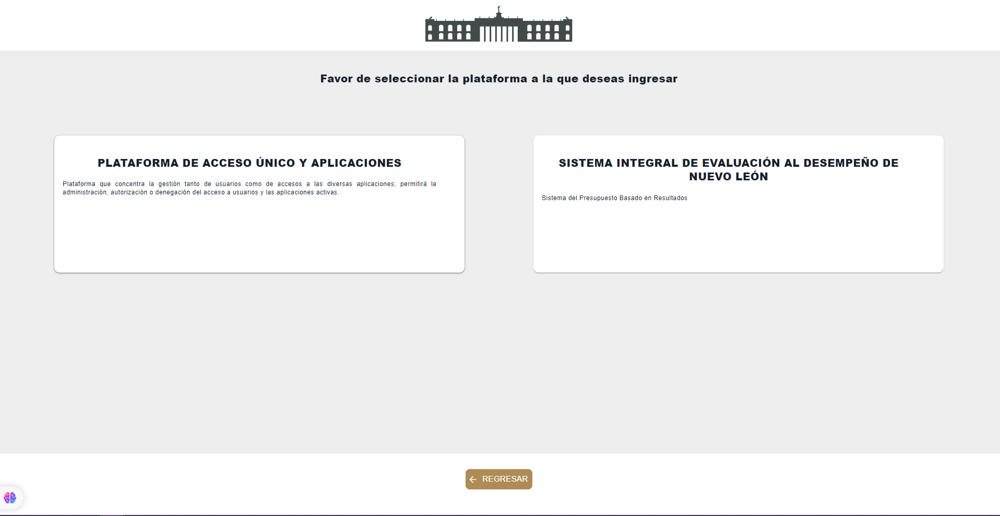 Favor de seleccionar la plataforma a la que deseas ingresar
PLATAFORMA DE ACCESO ÚNICO Y APLICACIONES
Plataforma que concentra la gestión tanto de usuarios como de accesos a las diversas aplicaciones; permitirá la
administración, autorización o denegación del acceso a usuarios y las aplicaciones activas.
SISTEMA INTEGRAL DE EVALUACIÓN AL DESEMPEÑO DE
NUEVO LEÓN
Sistema del Presupuesto Basado en Resultados
REGRESAR